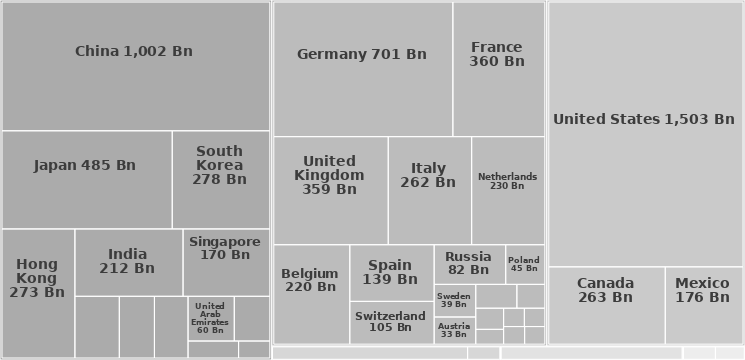 China 1,002 Bn
Germany 701 Bn
France
360 Bn
United States 1,503 Bn
Japan 485 Bn
South
Korea
278 Bn
United
Kingdom
359 Bn
Italy
262 Bn
Netherlands
230 Bn
Hong
Kong
273 Bn
India
212 Bn
Singapore
170 Bn
Belgium
220 Bn
Spain
139 Bn
Russia
82 Bn
Poland
45 Bn
Canada
263 Bn
Mexico
176 Bn
United
Arab
Emirates
60 Bn
Switzerland
105 Bn
Sweden
39 Bn
Austria
33 Bn